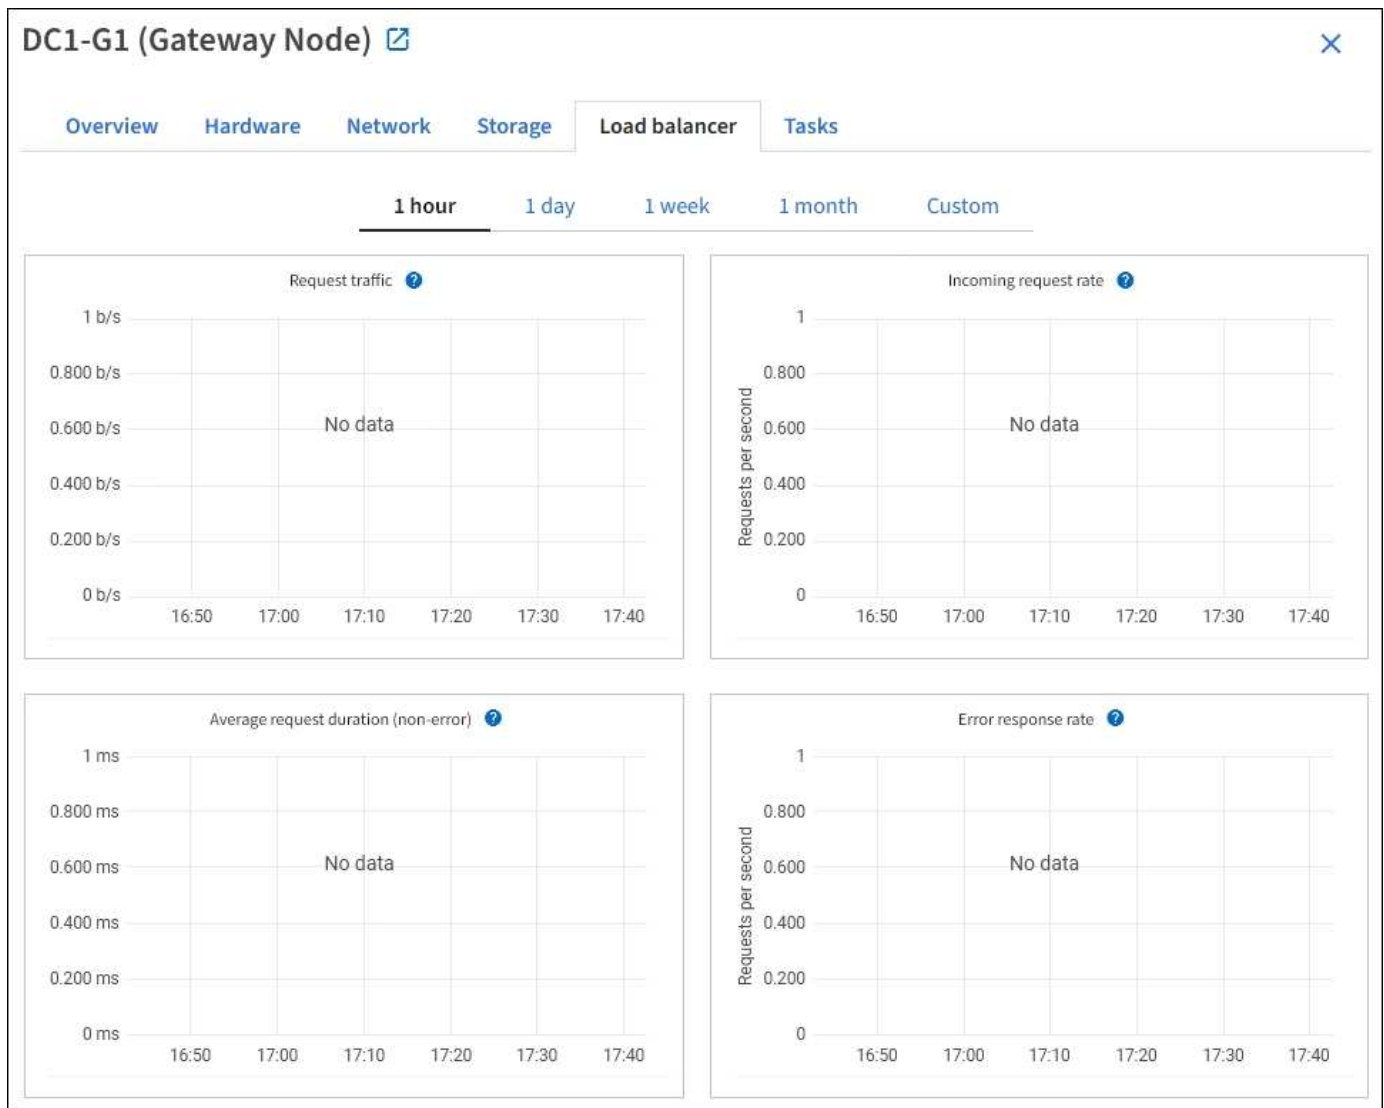 DC1-G1 (Gateway Node)
Overview Hardware Network Storage Load balancer Tasks
1 hour 1 day 1 week 1 month Custom
Request traffic
1 b/s
0.800 b/s
0.600 b/s
0.400 b/s
0.200 b/s
0 b/s
No data
16:50 17:00 17:10 17:20 17:30 17:40
Incoming request rate
Requests per second
1
0.800
0.600
0.400
0.200
0
No data
16:50 17:00 17:10 17:20 17:30 17:40
Average request duration (non-error)
1 ms
0.800 ms
0.600 ms
0.400 ms
0.200 ms
0 ms
No data
16:50 17:00 17:10 17:20 17:30 17:40
Error response rate
Requests per second
1
0.800
0.600
0.400
0.200
0
No data
16:50 17:00 17:10 17:20 17:30 17:40